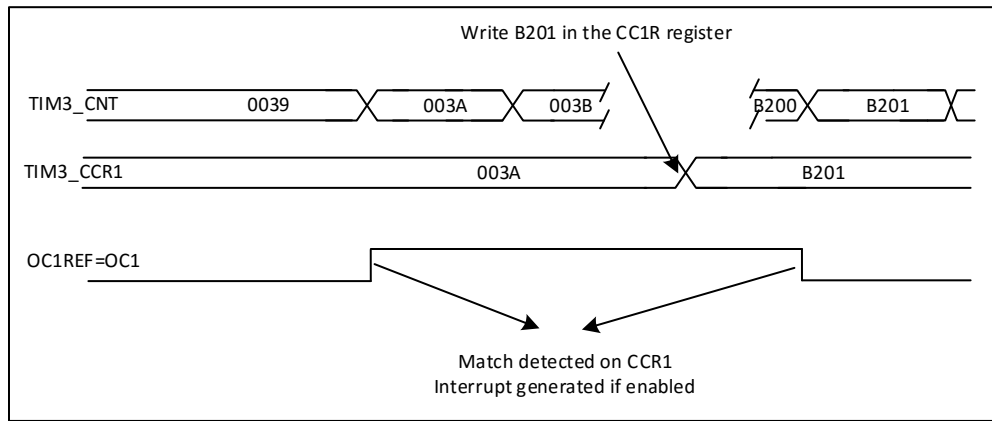 Write B201 in the CC1R register
TIM3_CNT 0039 003A 003B B200 B201
TIM3_CCR1 003A B201
OC1REF=OC1
Match detected on CCR1
Interrupt generated if enabled